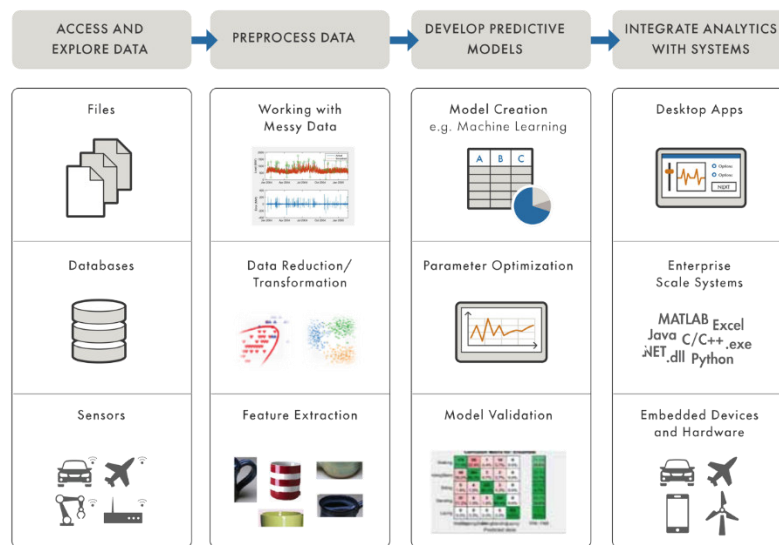 ACCESS AND
EXPLORE DATA
PREPROCESS DATA
DEVELOP PREDICTIVE
MODELS
INTEGRATE ANALYTICS
WITH SYSTEMS
Files
Databases
Sensors
Working with
Messy Data
Data Reduction/
Transformation
Feature Extraction
Model Creation
e.g. Machine Learning
A B C
Parameter Optimization
Model Validation
Desktop Apps
Options
Options
NEXT
Enterprise
Scale Systems
MATLAB Excel
Java C/C++ .exe
.NET .dll Python
Embedded Devices
and Hardware